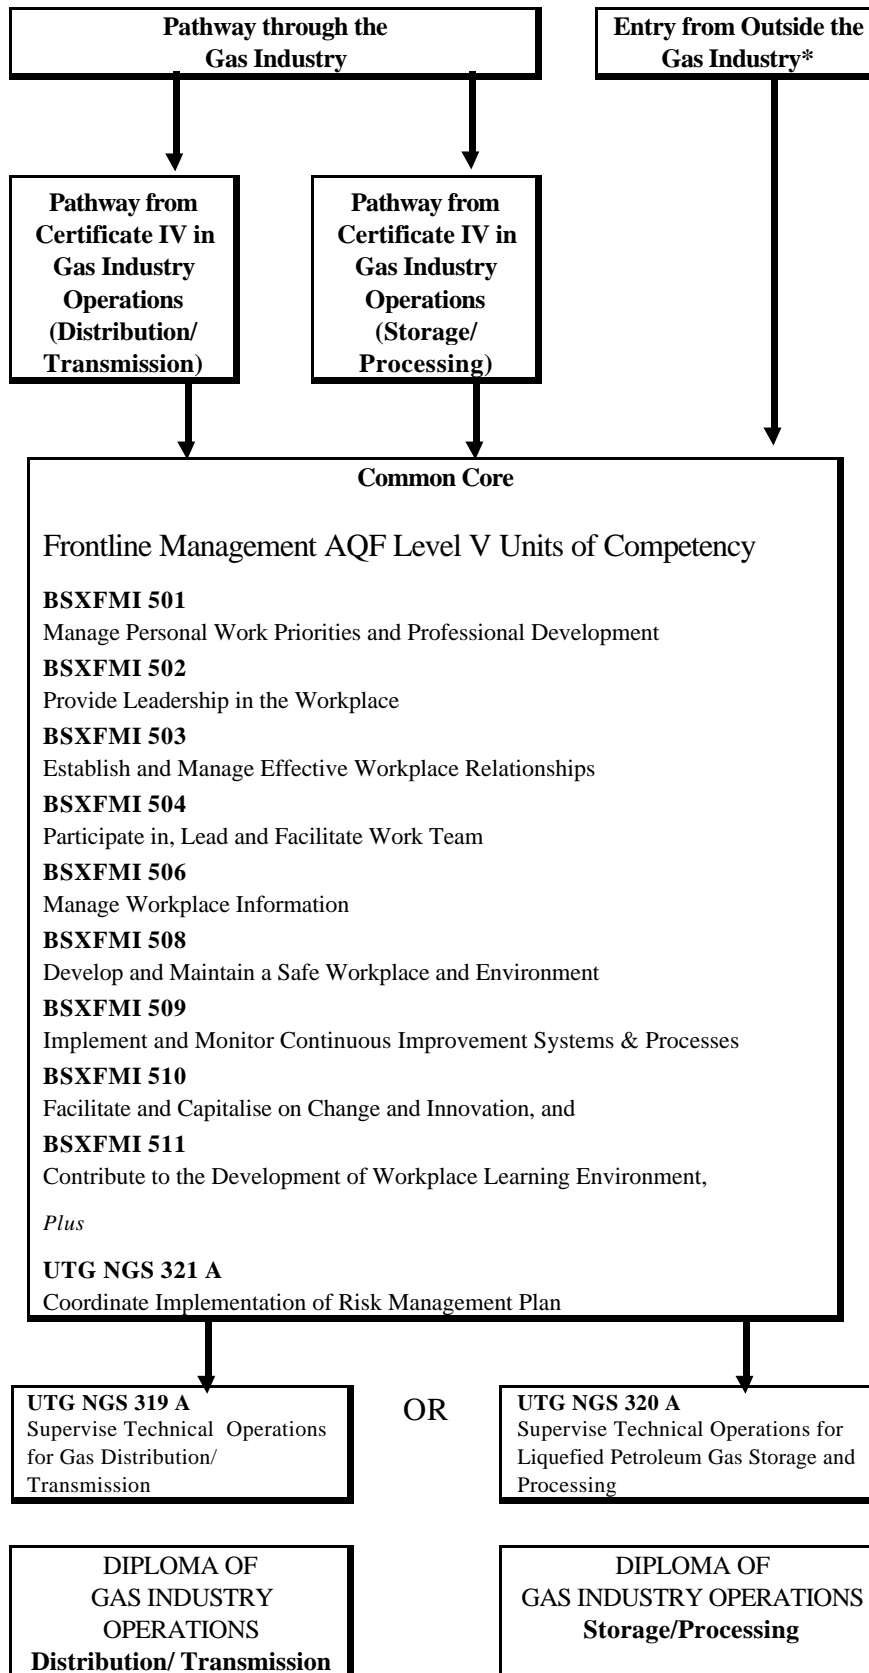 Pathway through the
Gas Industry
Entry from Outside the
Gas Industry*
Pathway from
Certificate IV in
Gas Industry
Operations
(Distribution/
Transmission)
Pathway from
Certificate IV in
Gas Industry
Operations
(Storage/
Processing)
Common Core
Frontline Management AQF Level V Units of Competency
BSXFMI 501
Manage Personal Work Priorities and Professional Development
BSXFMI 502
Provide Leadership in the Workplace
BSXFMI 503
Establish and Manage Effective Workplace Relationships
BSXFMI 504
Participate in, Lead and Facilitate Work Team
BSXFMI 506
Manage Workplace Information
BSXFMI 508
Develop and Maintain a Safe Workplace and Environment
BSXFMI 509
Implement and Monitor Continuous Improvement Systems & Processes
BSXFMI 510
Facilitate and Capitalise on Change and Innovation, and
BSXFMI 511
Contribute to the Development of Workplace Learning Environment,
Plus
UTG NGS 321 A
Coordinate Implementation of Risk Management Plan
UTG NGS 319 A
Supervise Technical Operations
for Gas Distribution/
Transmission
OR
UTG NGS 320 A
Supervise Technical Operations for
Liquefied Petroleum Gas Storage and
Processing
DIPLOMA OF
GAS INDUSTRY
OPERATIONS
Distribution/ Transmission
DIPLOMA OF
GAS INDUSTRY OPERATIONS
Storage/Processing